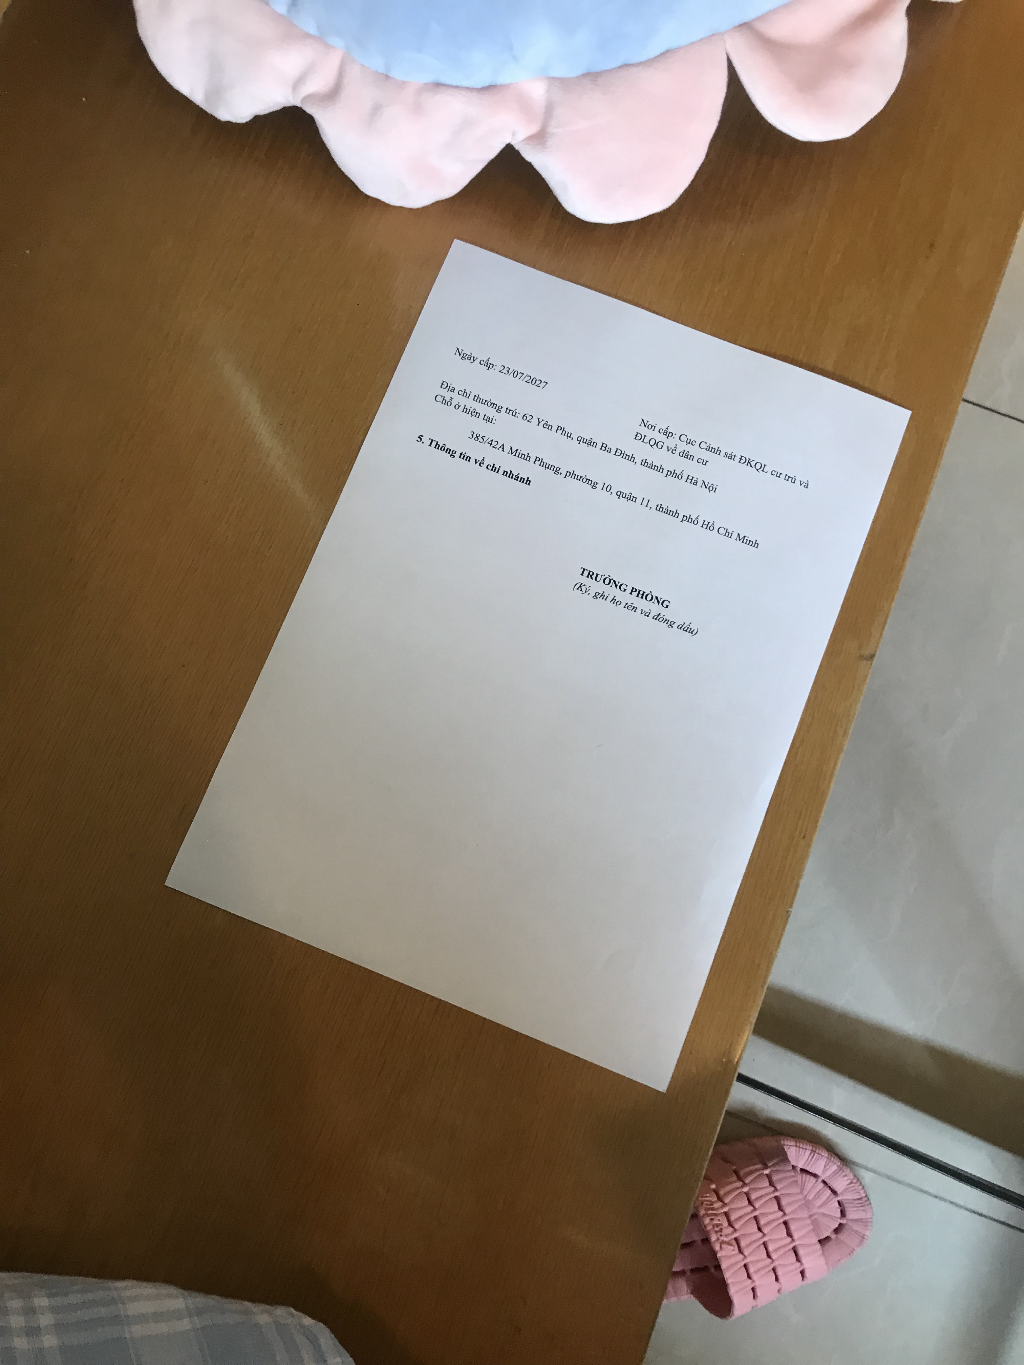 Ngày cấp: 23/07/2027
Nơi cấp: Cục Cảnh sát ĐKQL cư trú và
ĐLQG về dân cư
Địa chỉ thường trú: 62 Yên Phụ, quận Ba Đình, thành phố Hà Nội
Chỗ ở hiện tại:
385/42A Minh Phụng, phường 10, quận 11, thành phố Hồ Chí Minh
5. Thông tin về chi nhánh
TRƯỞNG PHÒNG
(Ký, ghi họ tên và đóng dấu)